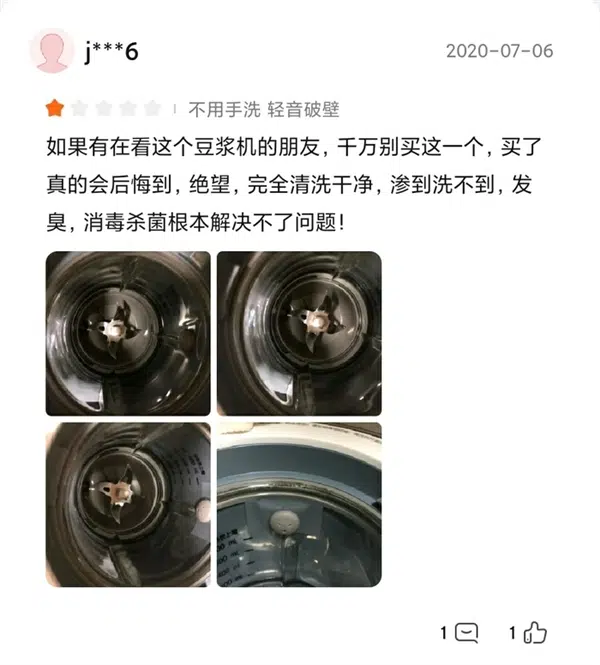 j***6
2020-07-06
不用手洗 轻音破壁
如果有在看这个豆浆机的朋友，千万别买这一个，买了
真的会后悔到，绝望，完全清洗干净，渗到洗不到，发
臭，消毒杀菌根本解决不了问题！
1
1